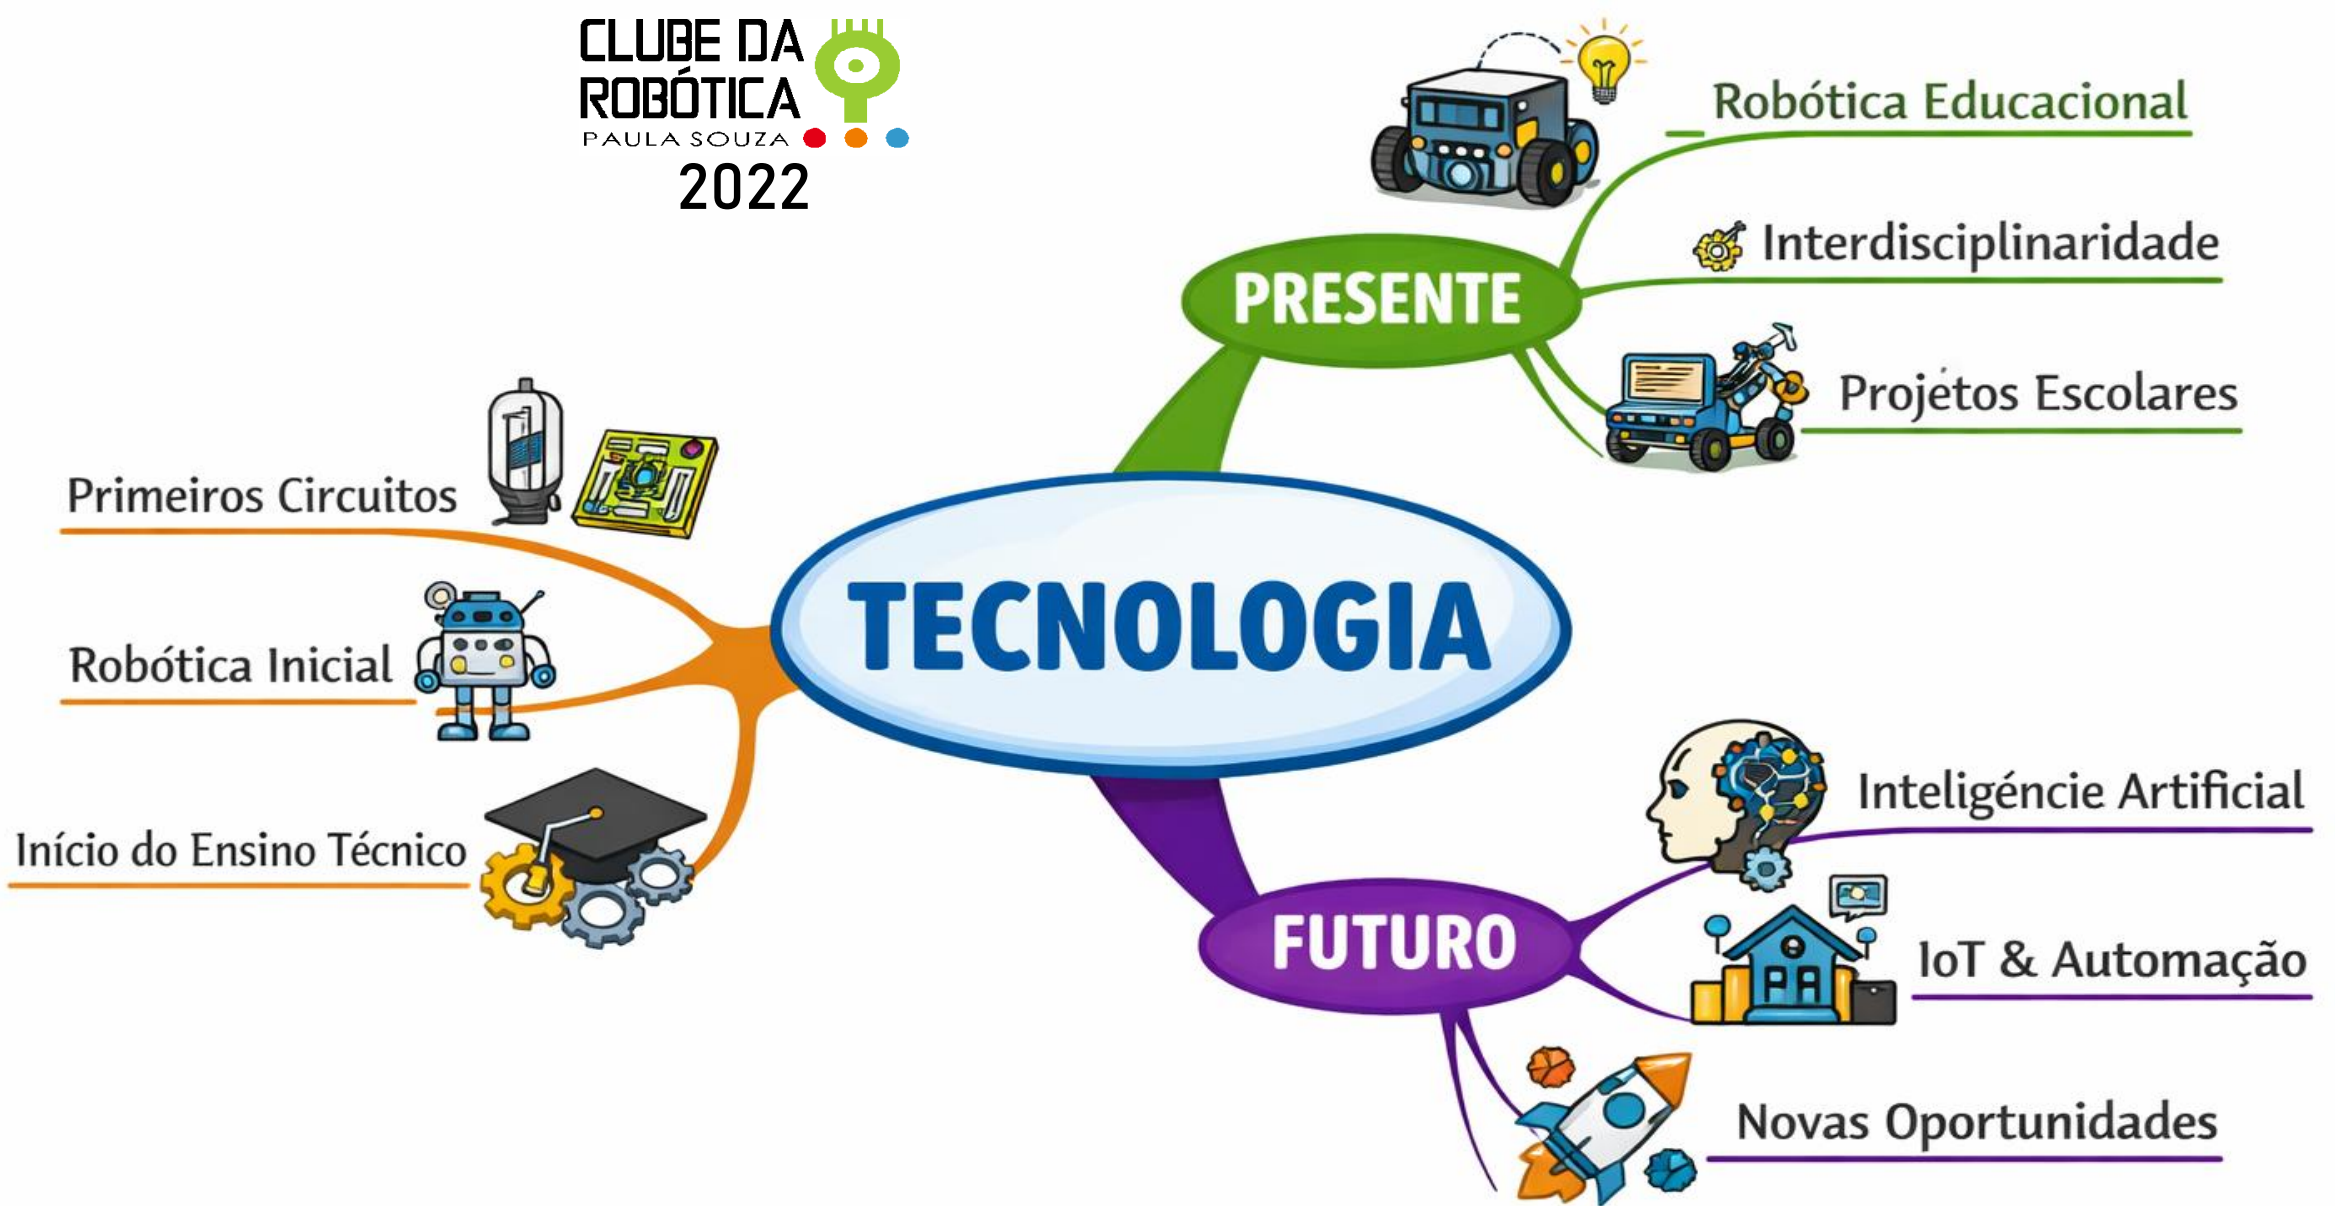 CLUBE DA
ROBÓTICA
PAULA SOUZA
2022
Robótica Educacional
Interdisciplinaridade
PRESENTE
Projétos Escolares
Primeiros Circuitos
TECNOLOGIA
Robótica Inicial
Início do Ensino Técnico
Inteligéncie Artificial
FUTURO
IoT & Automação
Novas Oportunidades